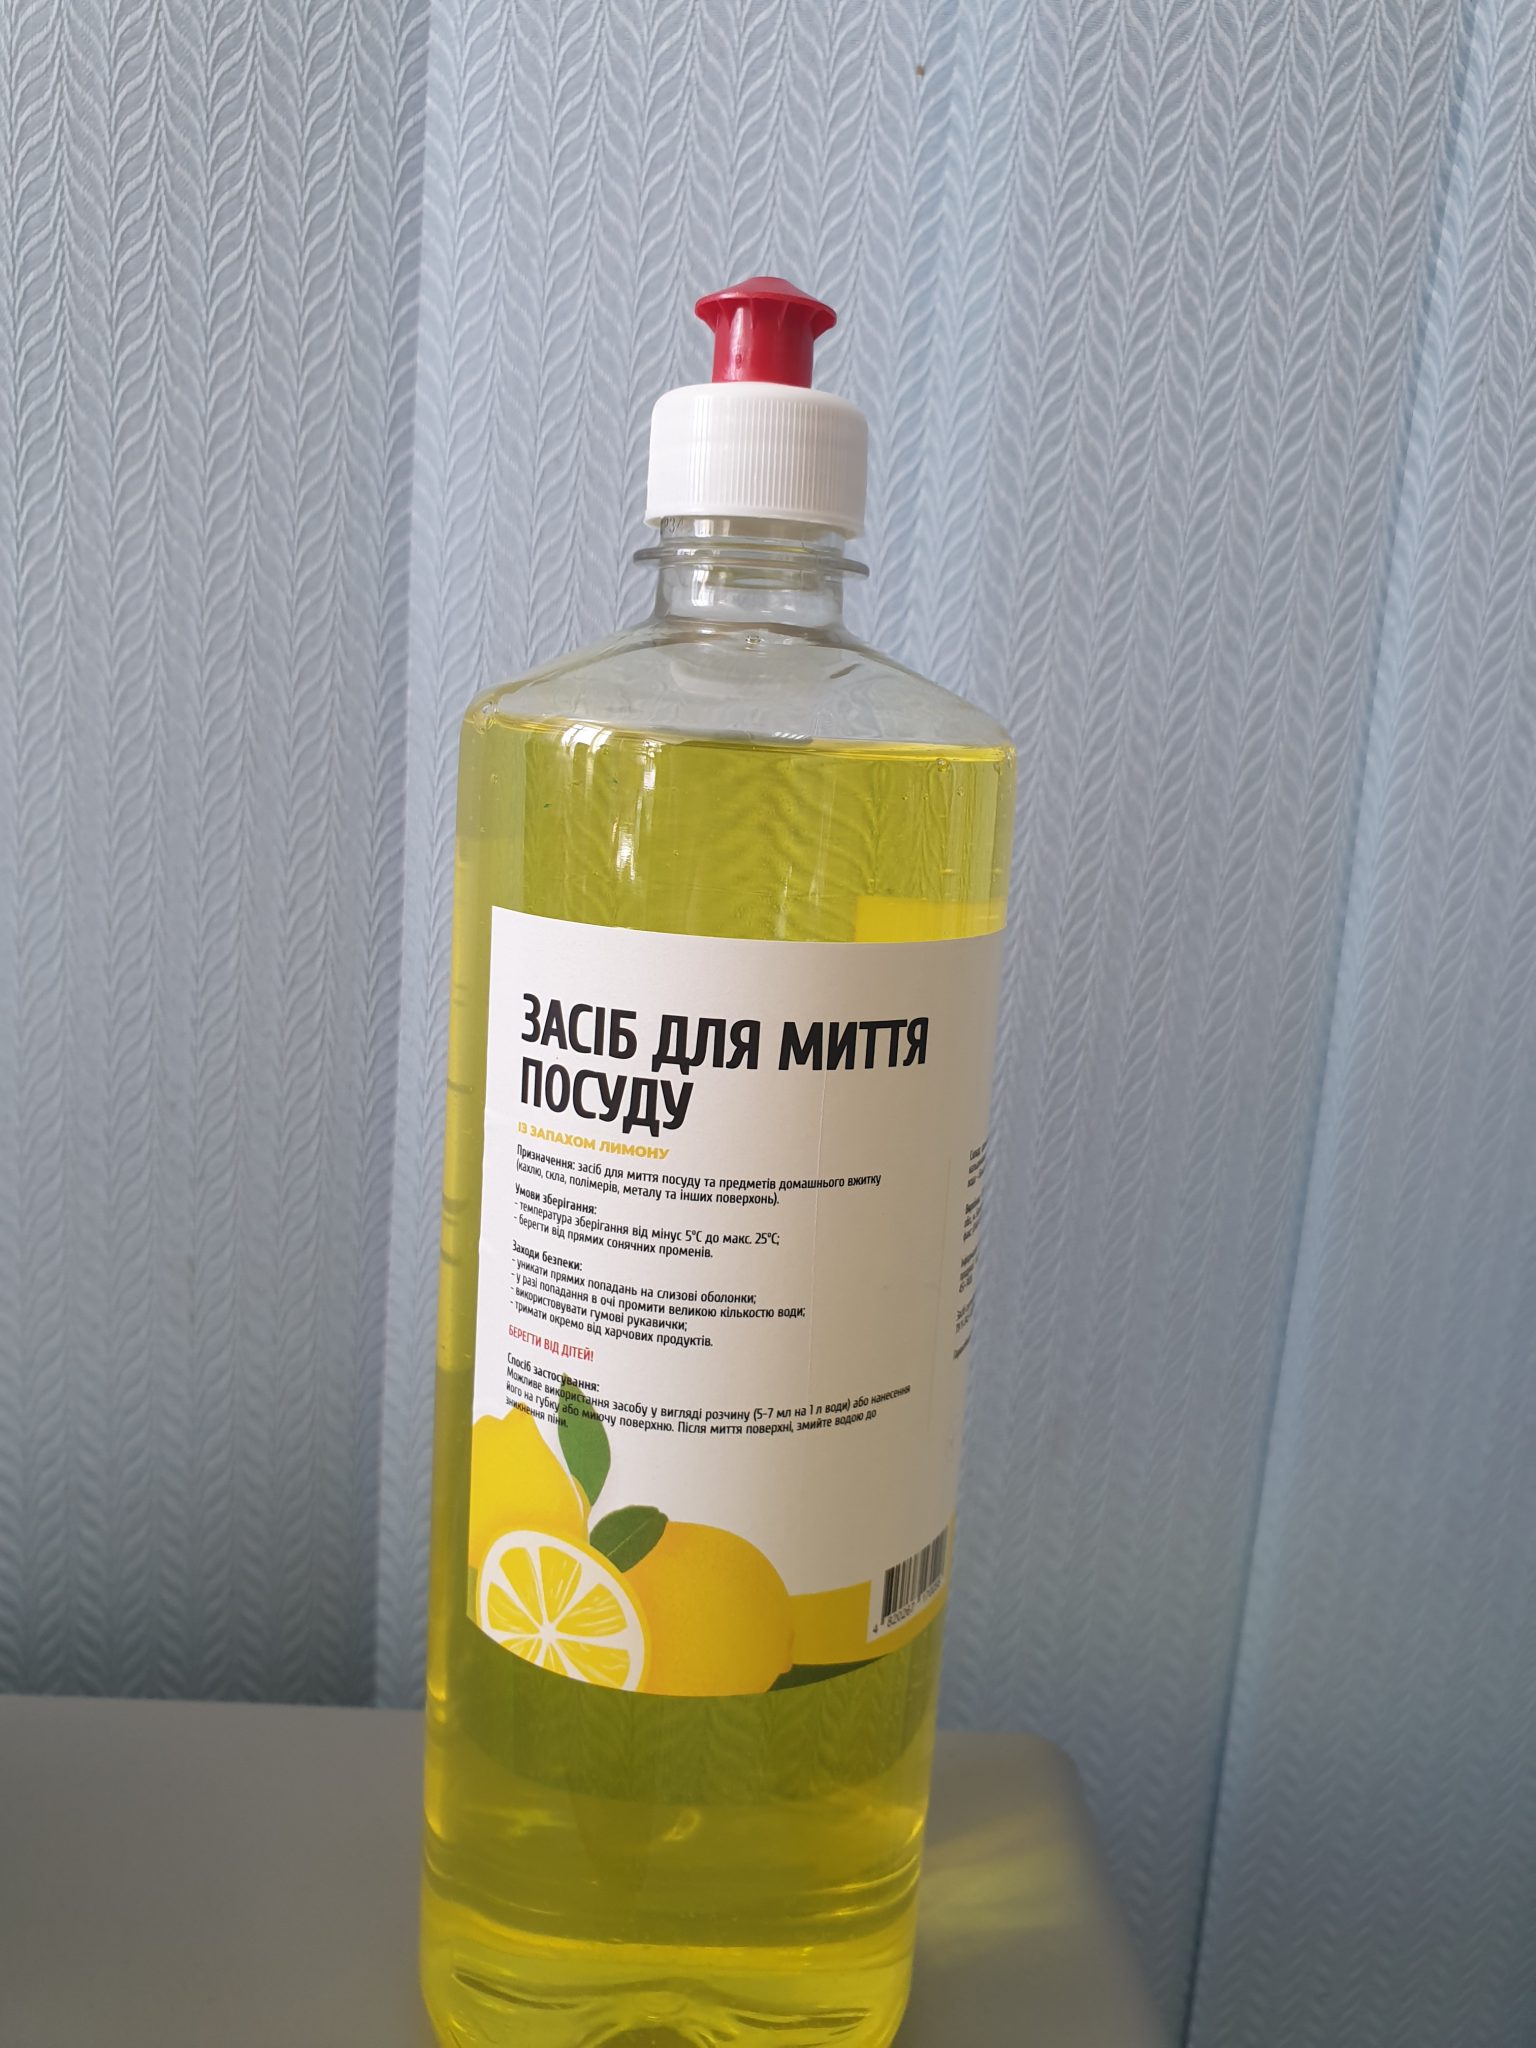 ЗАСІБ ДЛЯ МИТТЯ
ПОСУДУ
ІЗ ЗАПАХОМ ЛИМОНУ
Призначення: засіб для миття посуду та предметів домашнього вжитку
(кахлю, скла, полімерів, металу та інших поверхонь).
Умови зберігання:
- температура зберігання від мінус 5°C до макс. 25°C;
- берегти від прямих сонячних променів.
Заходи безпеки:
- уникати прямих попадань на слизові оболонки;
- у разі попадання в очі промити великою кількостю води;
- використовувати гумові рукавички;
- тримати окремо від харчових продуктів.
БЕРЕГТИ ВІД ДІТЕЙ!
Спосіб застосування:
Можливе використання засобу у вигляді розчину (5-7 мл на 1 л води) або нанесення
його на губку або миючу поверхню. Після миття поверхні, змийте водою до
зникнення піни.
4 820267